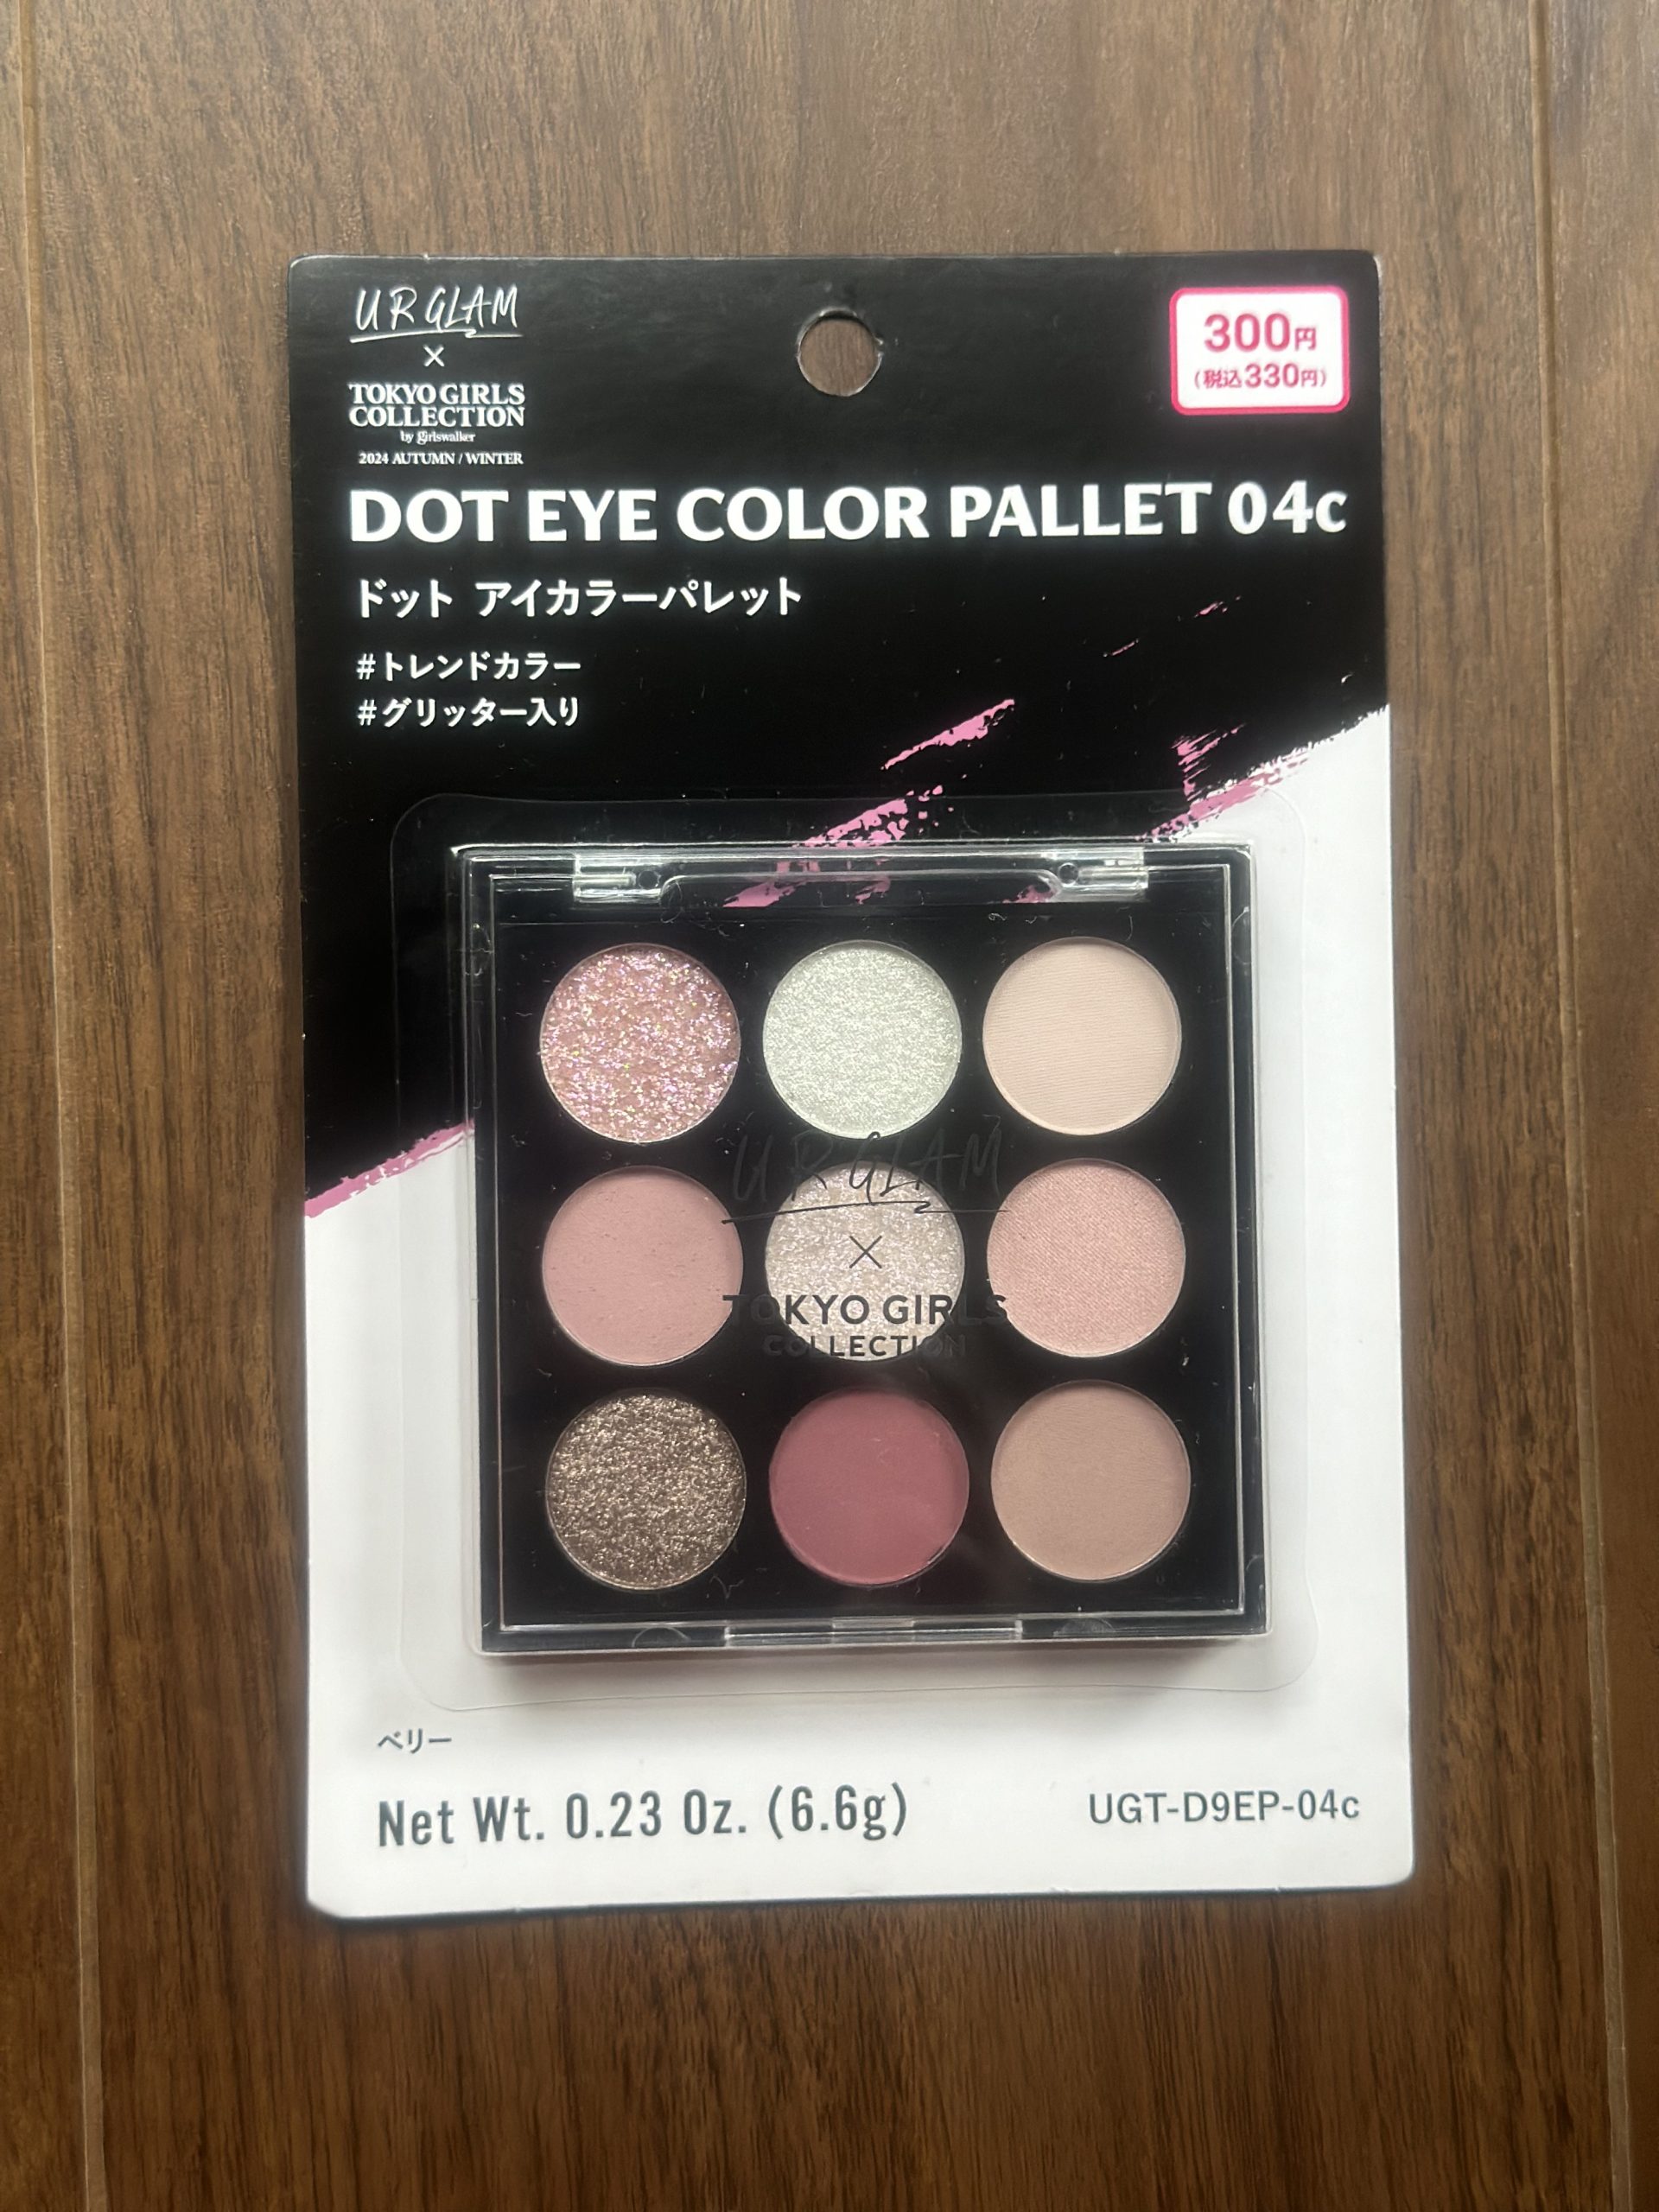 UR GLAM
×
TOKYO GIRLS
COLLECTION
by girlswalker
2024 AUTUMN / WINTER
300円
(税込330円)
DOT EYE COLOR PALLET 04c
ドット アイカラーパレット
#トレンドカラー
#グリッター入り
UR GLAM
×
TOKYO GIRLS
COLLECTION
ベリー
Net Wt. 0.23 Oz. (6.6g)
UGT-D9EP-04c